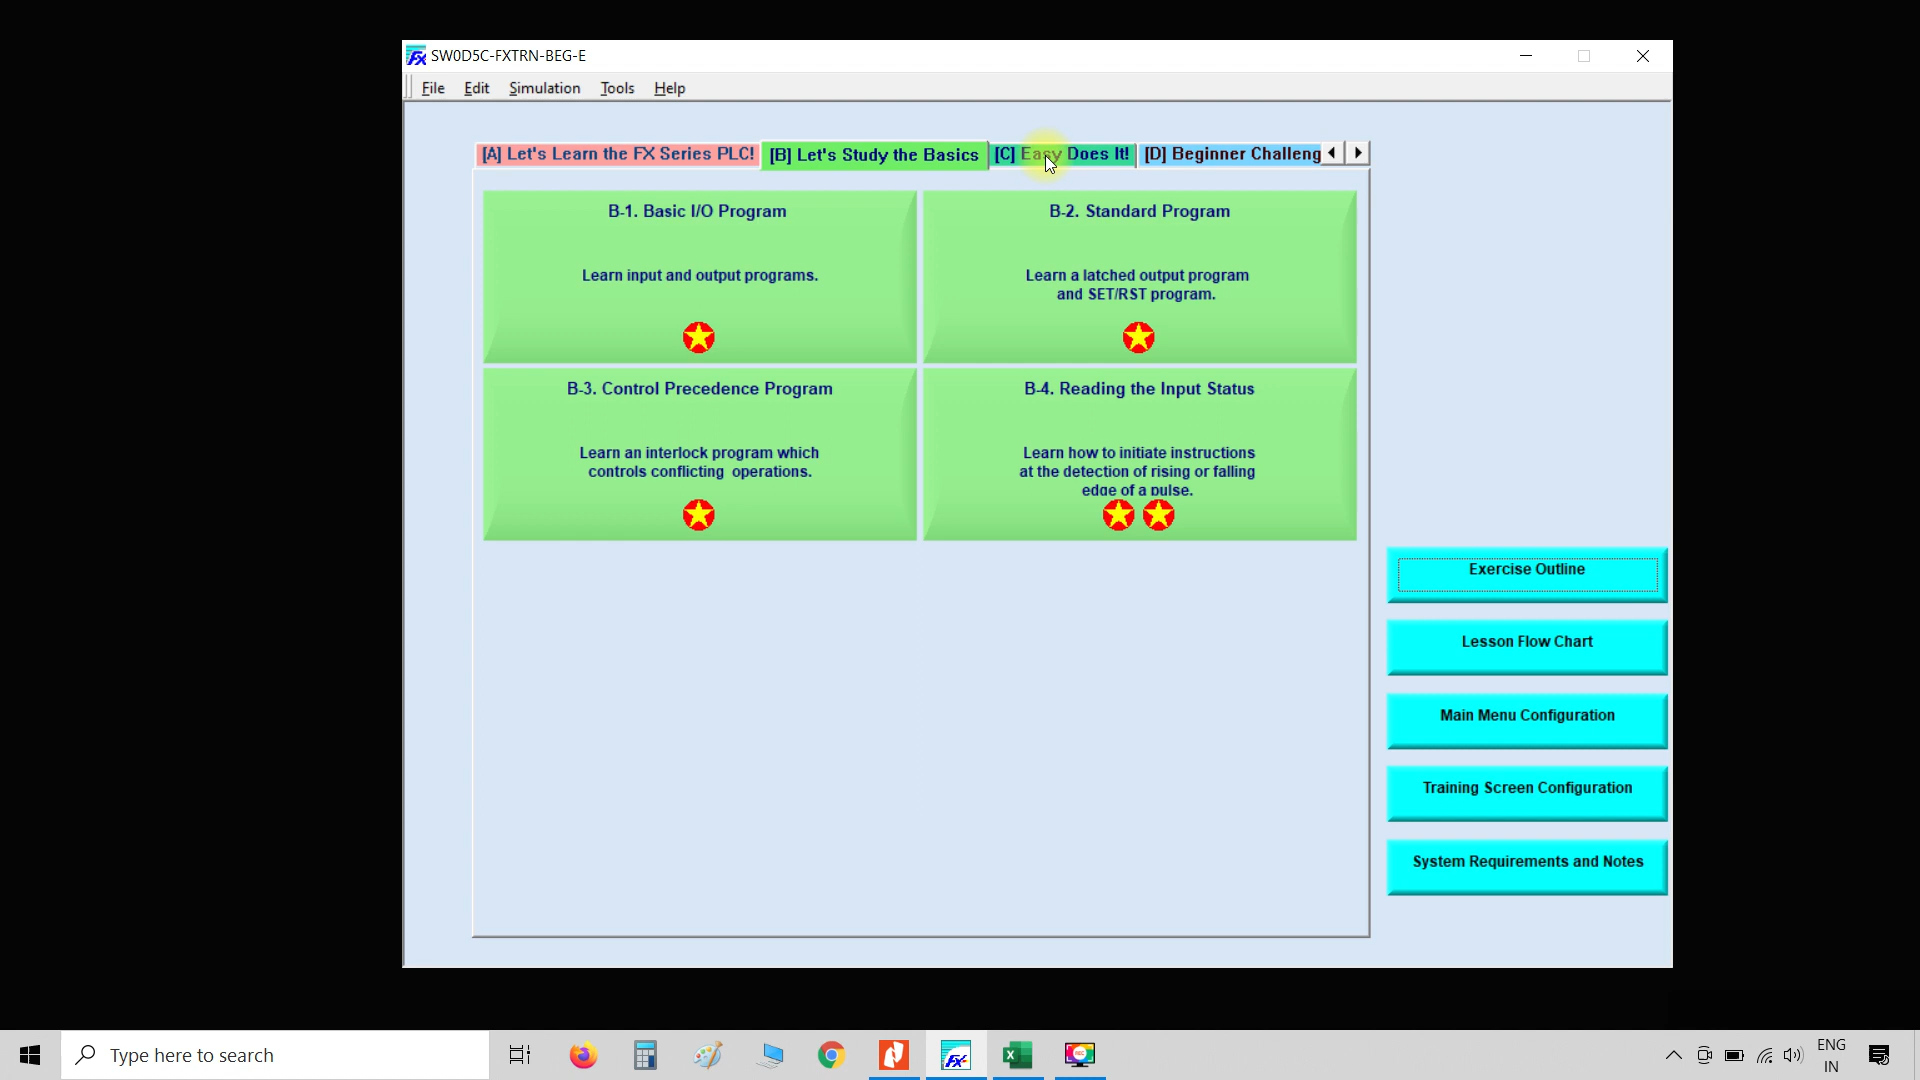 SW0D5C-FXTRN-BEG-E
File Edit Simulation Tools Help
[A] Let's Learn the FX Series PLC! [B] Let's Study the Basics [C] Easy Does It! [D] Beginner Challeng
B-1. Basic I/O Program
Learn input and output programs.
B-2. Standard Program
Learn a latched output program
and SET/RST program.
B-3. Control Precedence Program
Learn an interlock program which
controls conflicting operations.
B-4. Reading the Input Status
Learn how to initiate instructions
at the detection of rising or falling
edge of a pulse.
Exercise Outline
Lesson Flow Chart
Main Menu Configuration
Training Screen Configuration
System Requirements and Notes
Type here to search
ENG
IN